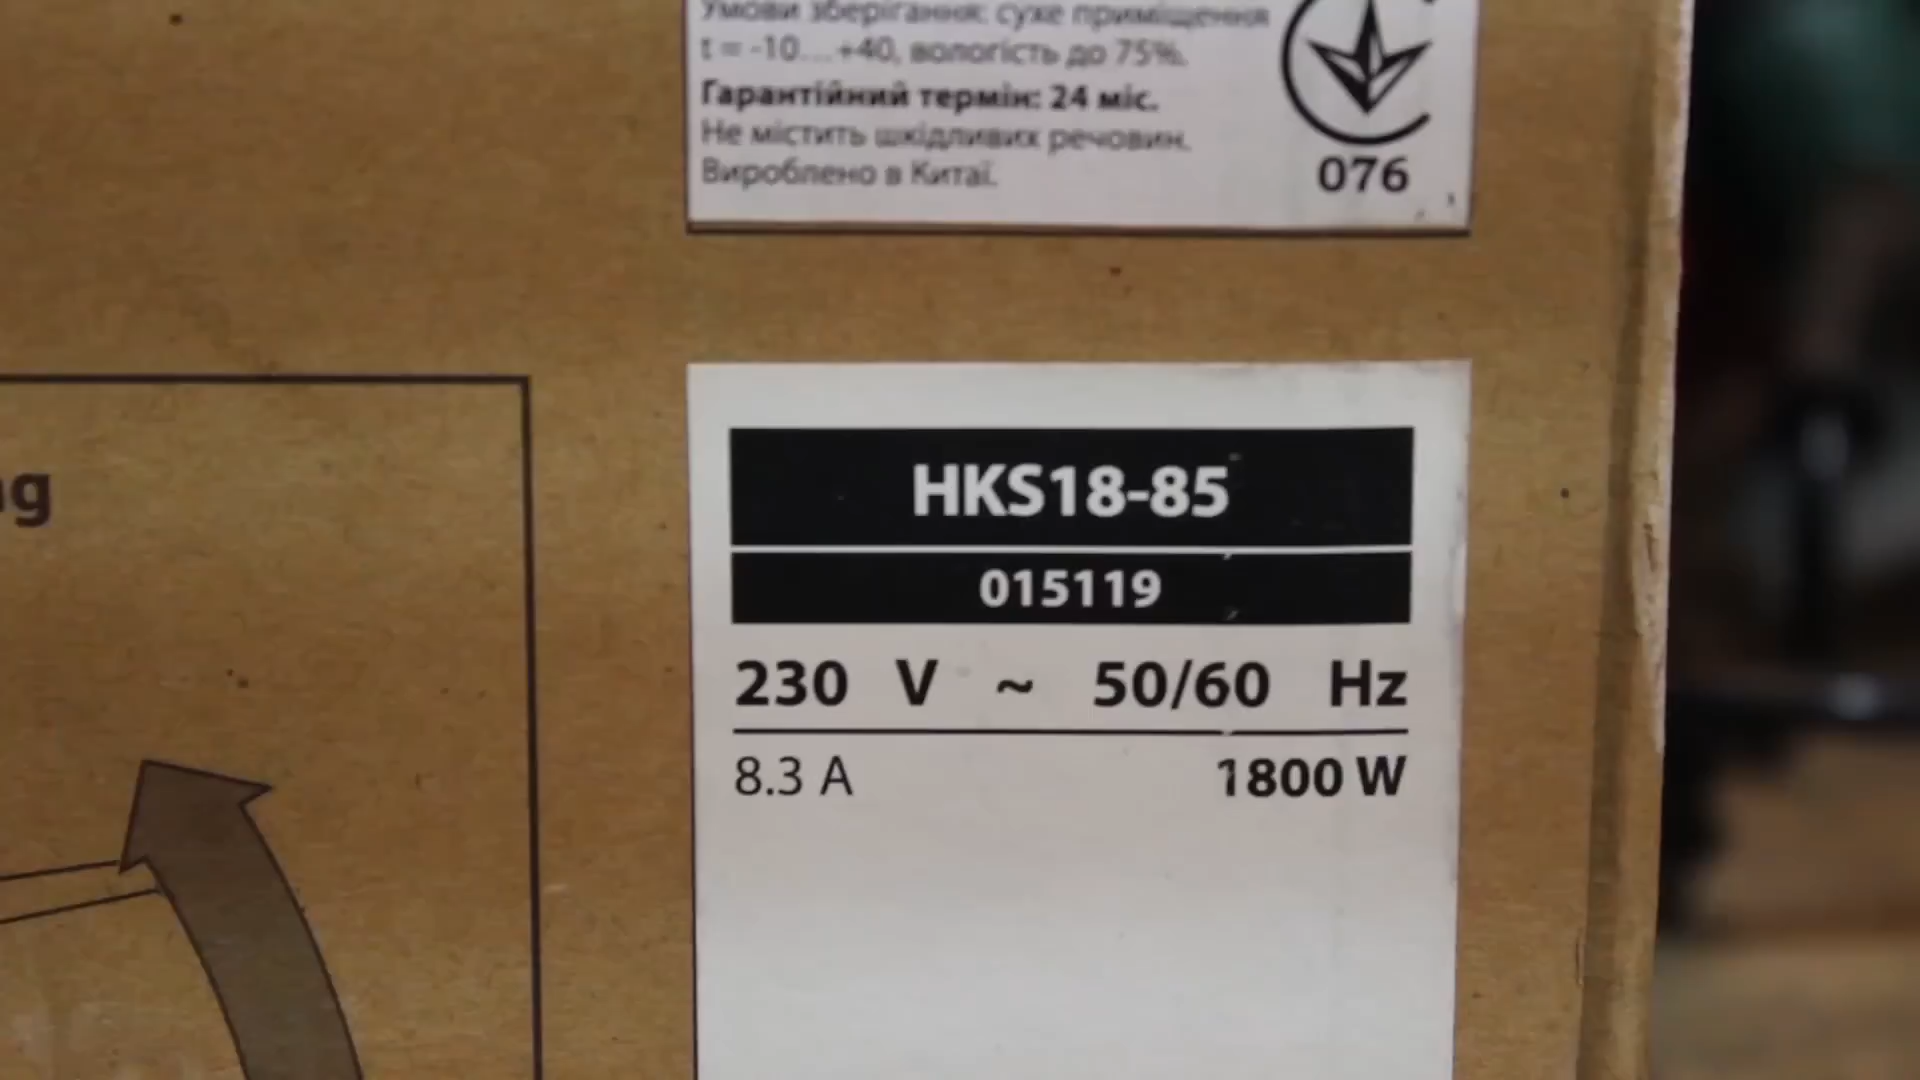 Умови зберігання: сухе приміщення
t = -10...+40, вологість до 75%.
Гарантійний термін: 24 міс.
Не містить шкідливих речовин.
Вироблено в Китаї.
076
HKS18-85
015119
230 V ~ 50/60 Hz
8.3 A 1800 W